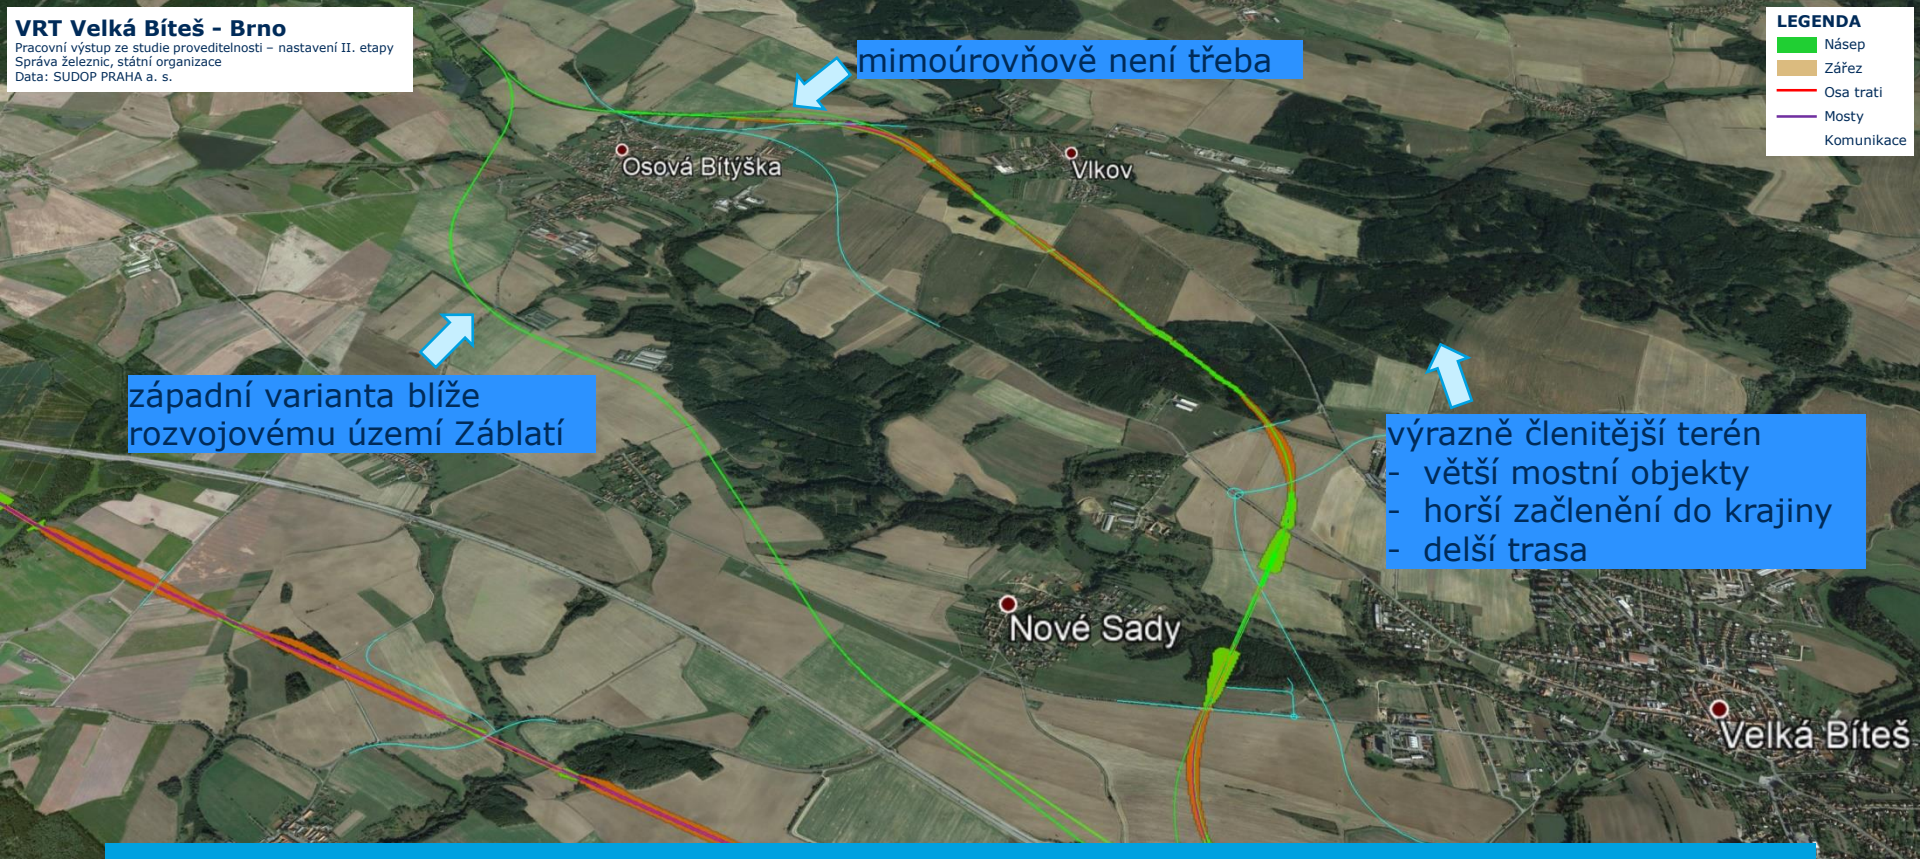 VRT Velká Bíteš - Brno
Pracovní výstup ze studie proveditelnosti – nastavení II. etapy
Správa železnic, státní organizace
Data: SUDOP PRAHA a. s.
mimoúrovňově není třeba
LEGENDA
Násep
Zářez
Osa trati
Mosty
Komunikace
Osová Bítýška
Vlkov
západní varianta blíže
rozvojovému území Záblatí
výrazně členitější terén
- větší mostní objekty
- horší začlenění do krajiny
- delší trasa
Nové Sady
Velká Bíteš